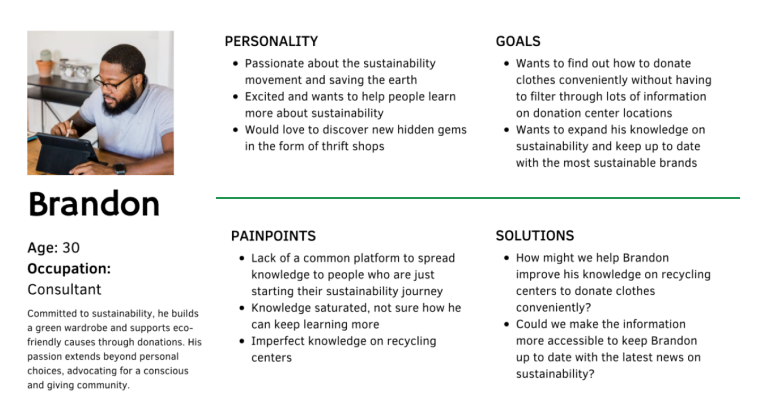 Brandon
Age: 30
Occupation:
Consultant
Committed to sustainability, he builds
a green wardrobe and supports eco-
friendly causes through donations. His
passion extends beyond personal
choices, advocating for a conscious
and giving community.
PERSONALITY
• Passionate about the sustainability
movement and saving the earth
• Excited and wants to help people learn
more about sustainability
• Would love to discover new hidden gems
in the form of thrift shops
GOALS
• Wants to find out how to donate
clothes conveniently without having
to filter through lots of information
on donation center locations
• Wants to expand his knowledge on
sustainability and keep up to date
with the most sustainable brands
PAINPOINTS
• Lack of a common platform to spread
knowledge to people who are just
starting their sustainability journey
• Knowledge saturated, not sure how he
can keep learning more
• Imperfect knowledge on recycling
centers
SOLUTIONS
• How might we help Brandon
improve his knowledge on recycling
centers to donate clothes
conveniently?
• Could we make the information
more accessible to keep Brandon
up to date with the latest news on
sustainability?